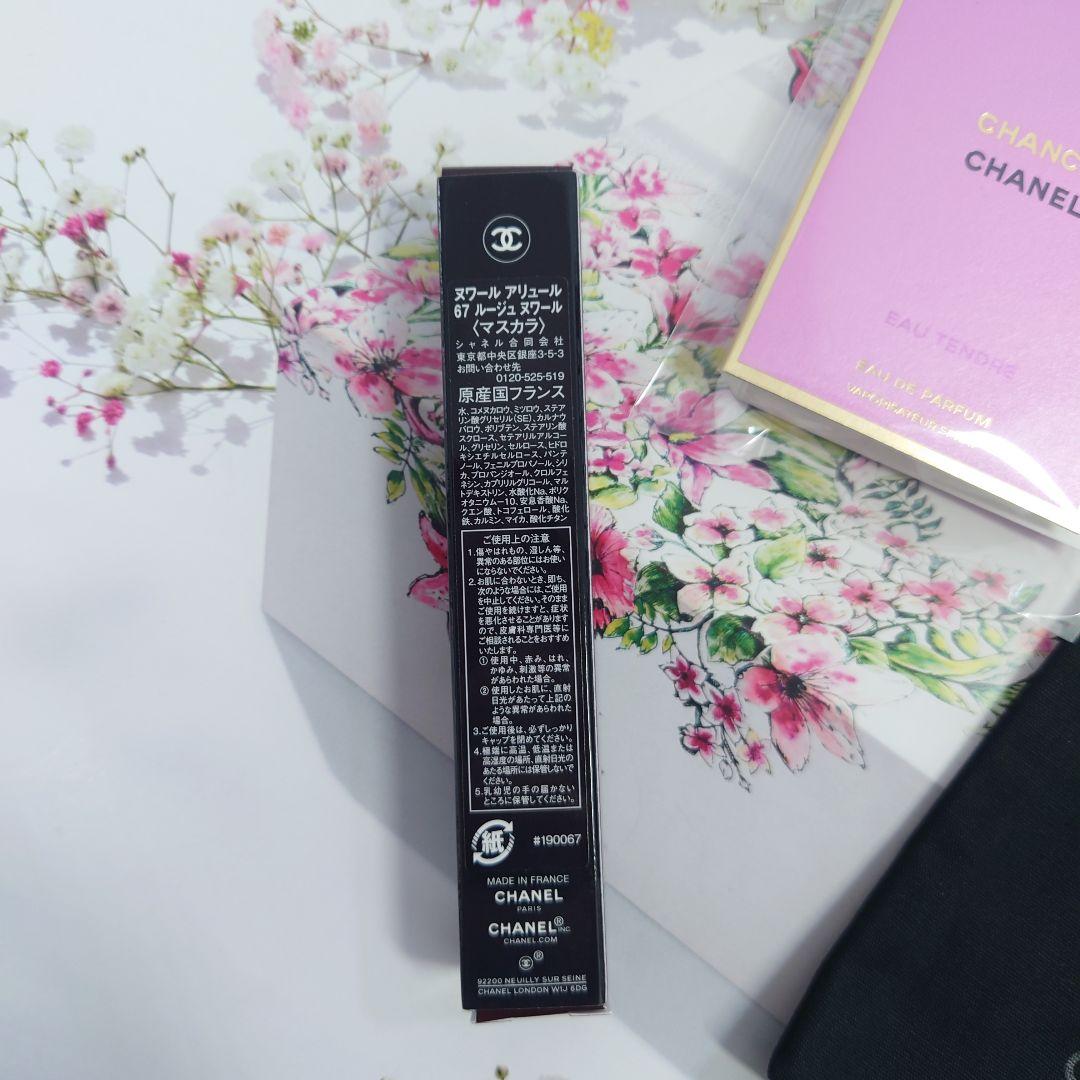 ヌワール アリュール
67 ルージュ ヌワール
〈マスカラ〉
シャネル合同会社
東京都中央区銀座3-5-3
お問い合わせ先
0120-525-519
原産国フランス
水、コメヌカロウ、ミツロウ、ステア
リン酸グリセリル(SE)、カルナウ
バロウ、ポリブテン、ステアリン酸
スクロース、セテアリルアルコー
ル、グリセリン、セルロース、ヒドロ
キシエチルセルロース、パンテ
ノール、フェニルプロパノール、シリ
カ、プロパンジオール、クロルフェ
ネシン、カプリリルグリコール、マル
トデキストリン、水酸化Na、ポリク
オタニウム-10、安息香酸Na、
クエン酸、トコフェロール、酸化
鉄、カルミン、マイカ、酸化チタン
ご使用上の注意
1.傷やはれもの、湿しん等、
異常のある部位にはお使い
にならないでください。
2.お肌に合わないとき、即ち、
次のような場合には、ご使用
を中止してください。そのまま
ご使用を続けますと、症状
を悪化させることがあります
ので、皮膚科専門医等に
ご相談されることをおすすめ
いたします。
① 使用中、赤み、はれ、
かゆみ、刺激等の異常
があらわれた場合。
② 使用したお肌に、直射
日光があたって上記の
ような異常があらわれた
場合。
3.ご使用後は、必ずしっかり
キャップを閉めてください。
4.極端に高温、低温または
高湿度の場所、直射日光の
あたる場所には保管しないで
ください。
5.乳幼児の手の届かない
ところに保管してください。
紙
#190067
MADE IN FRANCE
CHANEL
PARIS
CHANEL® INC
CHANEL.COM
®
92200 NEUILLY SUR SEINE
CHANEL LONDON W1J 6DG
CHANC
CHANEL
EAU TENDRE
EAU DE PARFUM
VAPORISATEUR